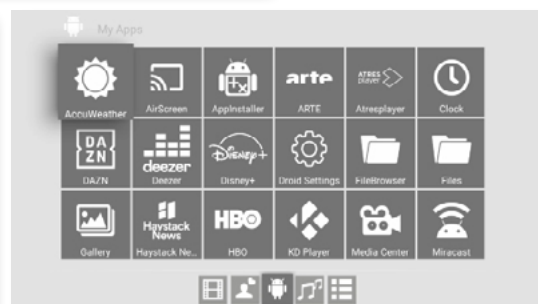 My Apps
arte
ATRES
player
AccuWeather
AirScreen
AppInstaller
ARTE
Atresplayer
Clock
DA
ZN
deezer
Disney+
DAZN
Deezer
Disney+
Droid Settings
FileBrowser
Files
Haystack
News
HBO
Gallery
Haystack Ne...
HBO
KD Player
Media Center
Miracast